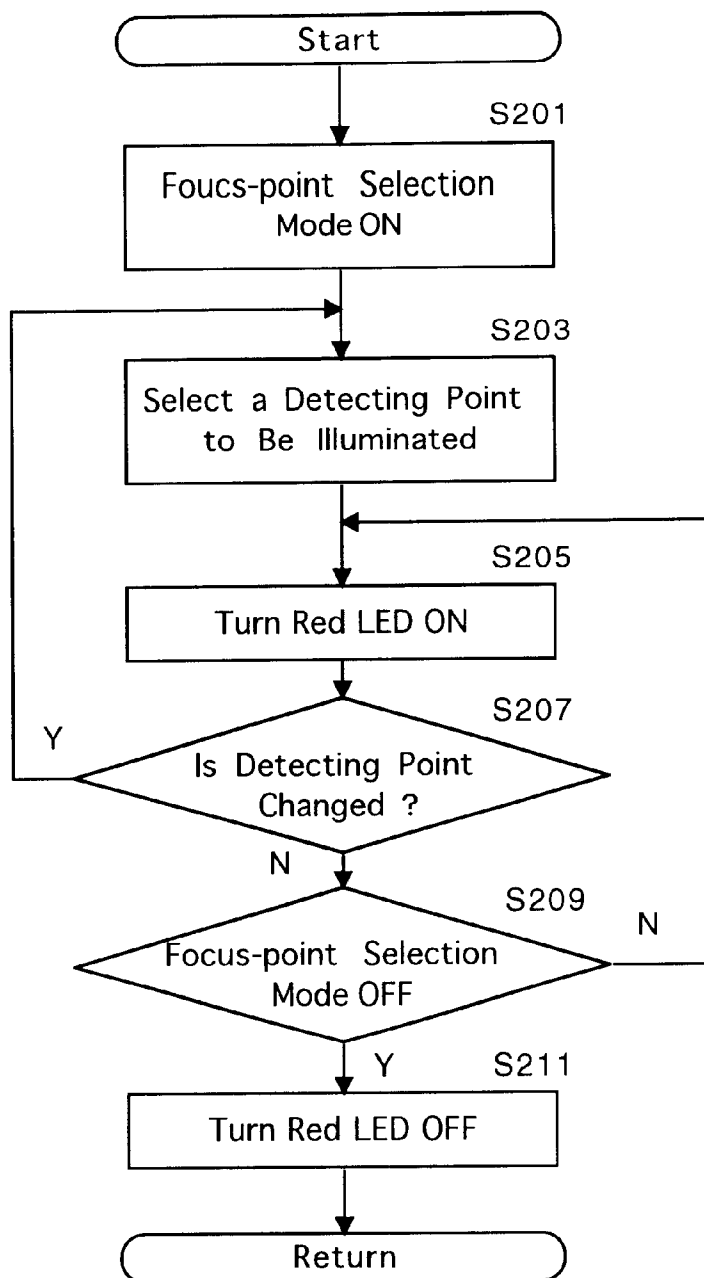 Start
S201
Foucs-point Selection
Mode ON
S203
Select a Detecting Point
to Be Illuminated
S205
Turn Red LED ON
S207
Y
Is Detecting Point
Changed ?
N
S209
N
Focus-point Selection
Mode OFF
Y
S211
Turn Red LED OFF
Return